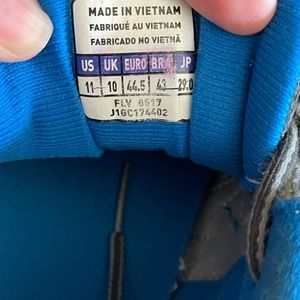 MADE IN VIETNAM
FABRIQUÉ AU VIETNAM
FABRICADO NO VIETNÃ
US UK EURO BRA JP
11 10 44.5 43 29.0
FLV 0517
J1GC174402